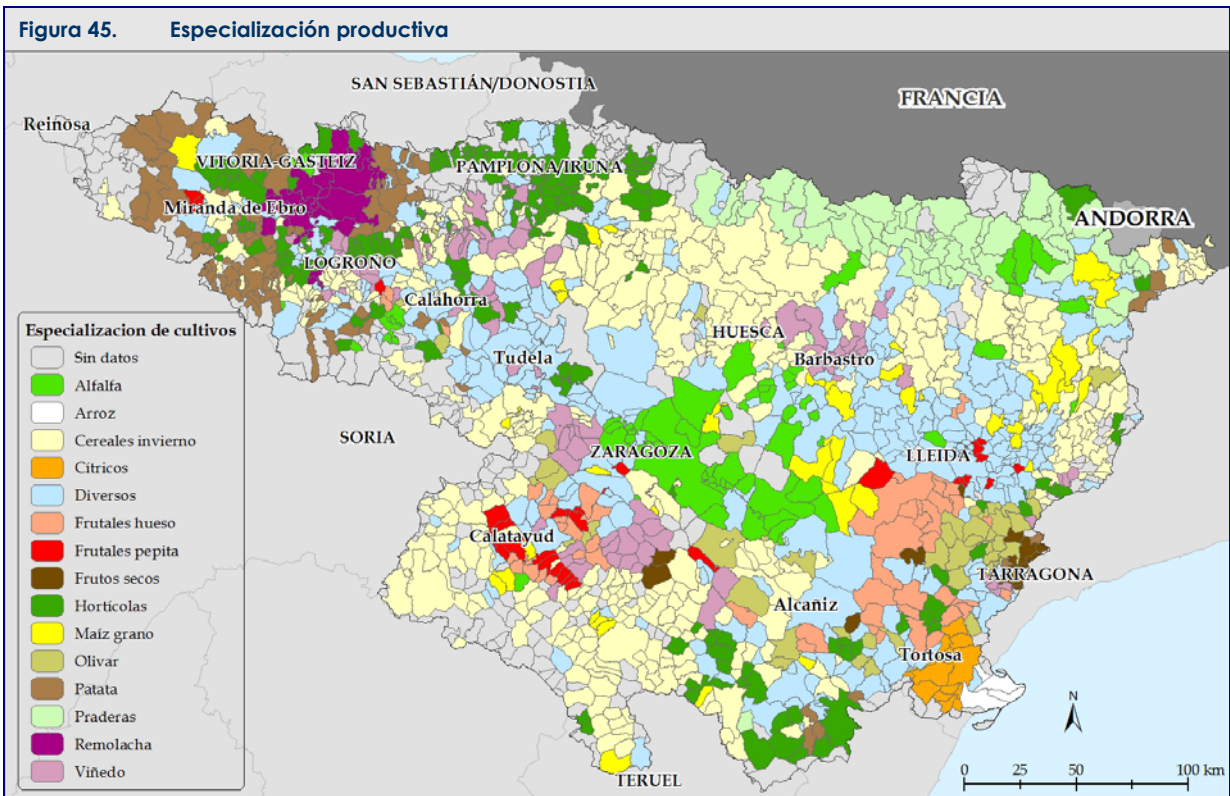 Figura 45. Especialización productiva
SAN SEBASTIÁN/DONOSTIA
FRANCIA
Reinosa
VITORIA-GASTEIZ
PAMPLONA/IRUÑA
Miranda de Ebro
ANDORRA
LOGROÑO
Calahorra
HUESCA
Barbastro
Tudela
SORIA
ZARAGOZA
LLEIDA
Calatayud
TARRAGONA
Alcañiz
Tortosa
TERUEL
Especializacion de cultivos
Sin datos
Alfalfa
Arroz
Cereales invierno
Cítricos
Diversos
Frutales hueso
Frutales pepita
Frutos secos
Hortícolas
Maíz grano
Olivar
Patata
Praderas
Remolacha
Viñedo
N
0 25 50 100 km